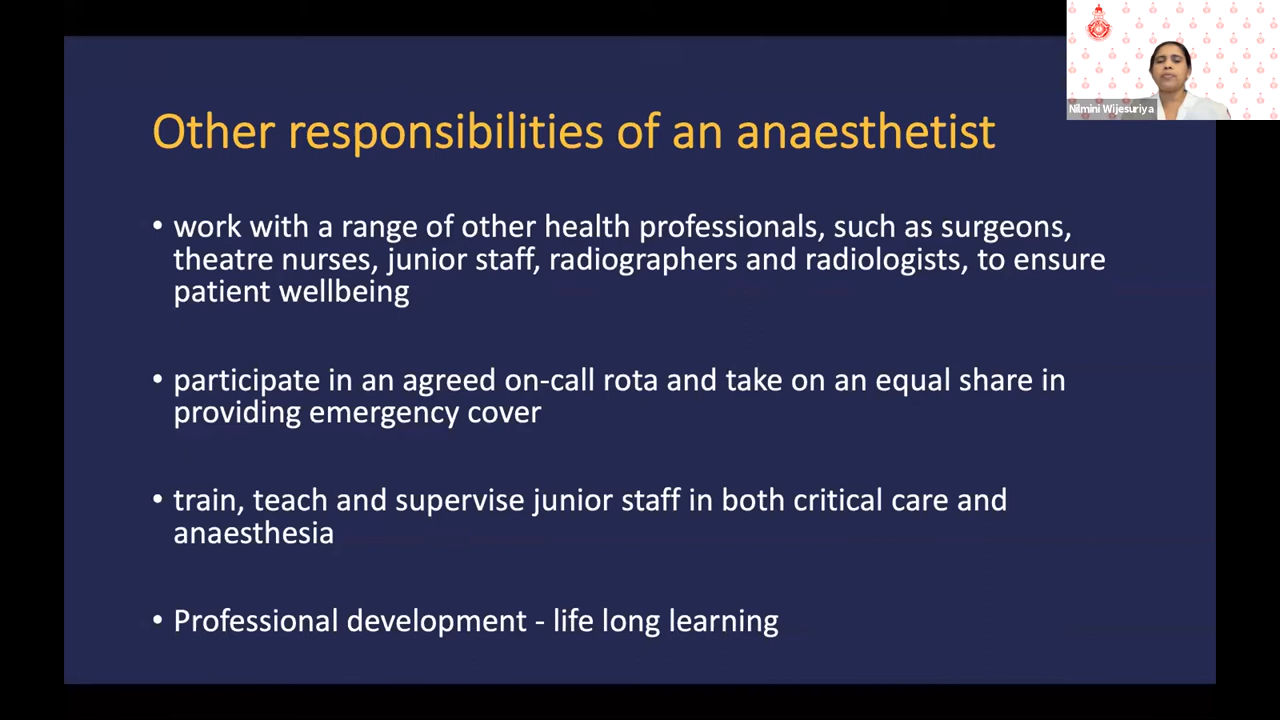 Nilmini Wijesuriya
Other responsibilities of an anaesthetist
• work with a range of other health professionals, such as surgeons,
theatre nurses, junior staff, radiographers and radiologists, to ensure
patient wellbeing
• participate in an agreed on-call rota and take on an equal share in
providing emergency cover
• train, teach and supervise junior staff in both critical care and
anaesthesia
• Professional development - life long learning